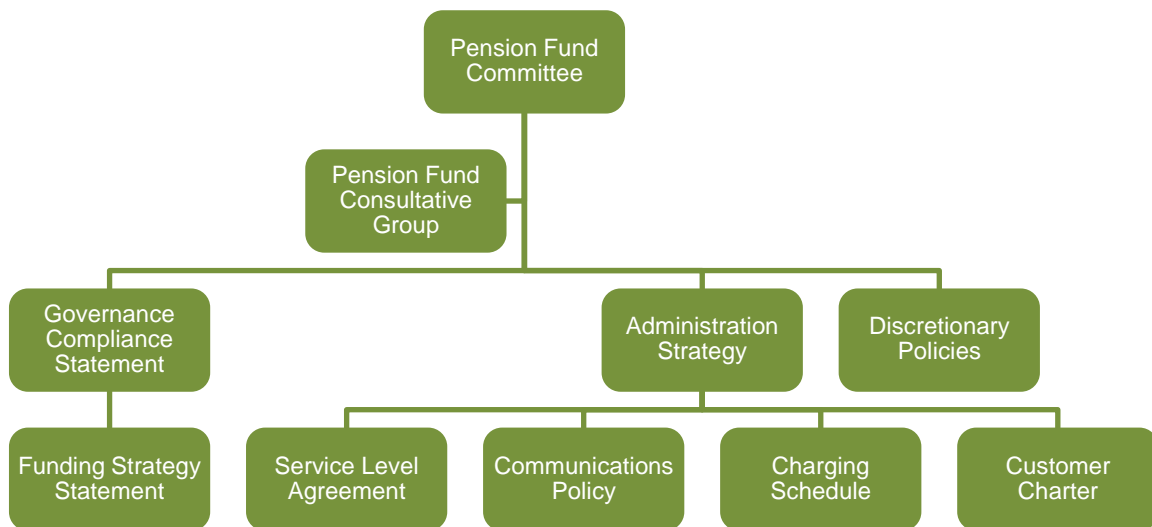 Pension Fund
Committee
Pension Fund
Consultative
Group
Governance
Compliance
Statement
Administration
Strategy
Discretionary
Policies
Funding Strategy
Statement
Service Level
Agreement
Communications
Policy
Charging
Schedule
Customer
Charter